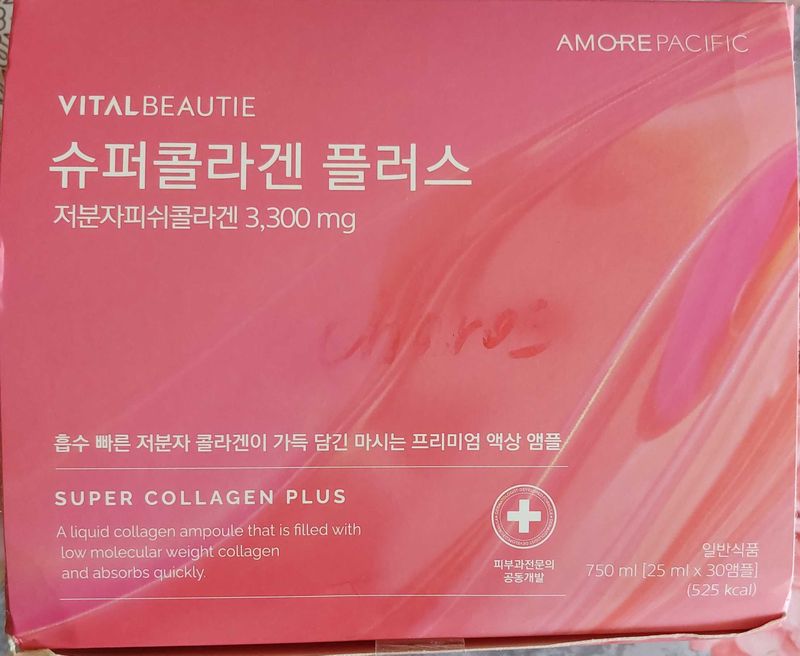 AMOREPACIFIC
VITALBEAUTIE
슈퍼콜라겐 플러스
저분자피쉬콜라겐 3,300 mg
흡수 빠른 저분자 콜라겐이 가득 담긴 마시는 프리미엄 액상 앰플
SUPER COLLAGEN PLUS
A liquid collagen ampoule that is filled with
low molecular weight collagen
and absorbs quickly.
피부과전문의
공동개발
일반식품
750 ml [25 ml x 30앰플]
(525 kcal)